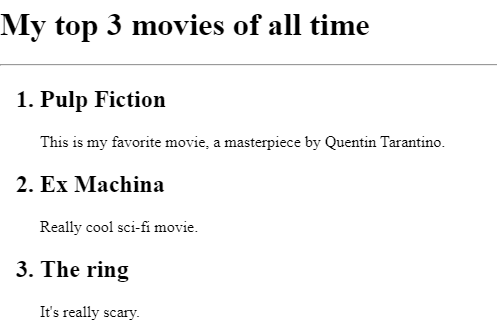 My top 3 movies of all time
1. Pulp Fiction
This is my favorite movie, a masterpiece by Quentin Tarantino.
2. Ex Machina
Really cool sci-fi movie.
3. The ring
It's really scary.